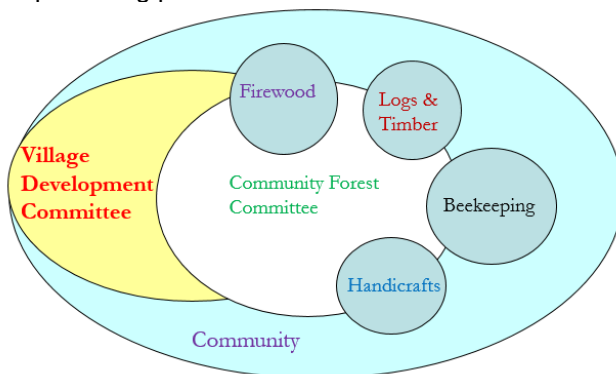 Firewood
Logs &
Timber
Village
Development
Committee
Community Forest
Committee
Beekeeping
Handicrafts
Community